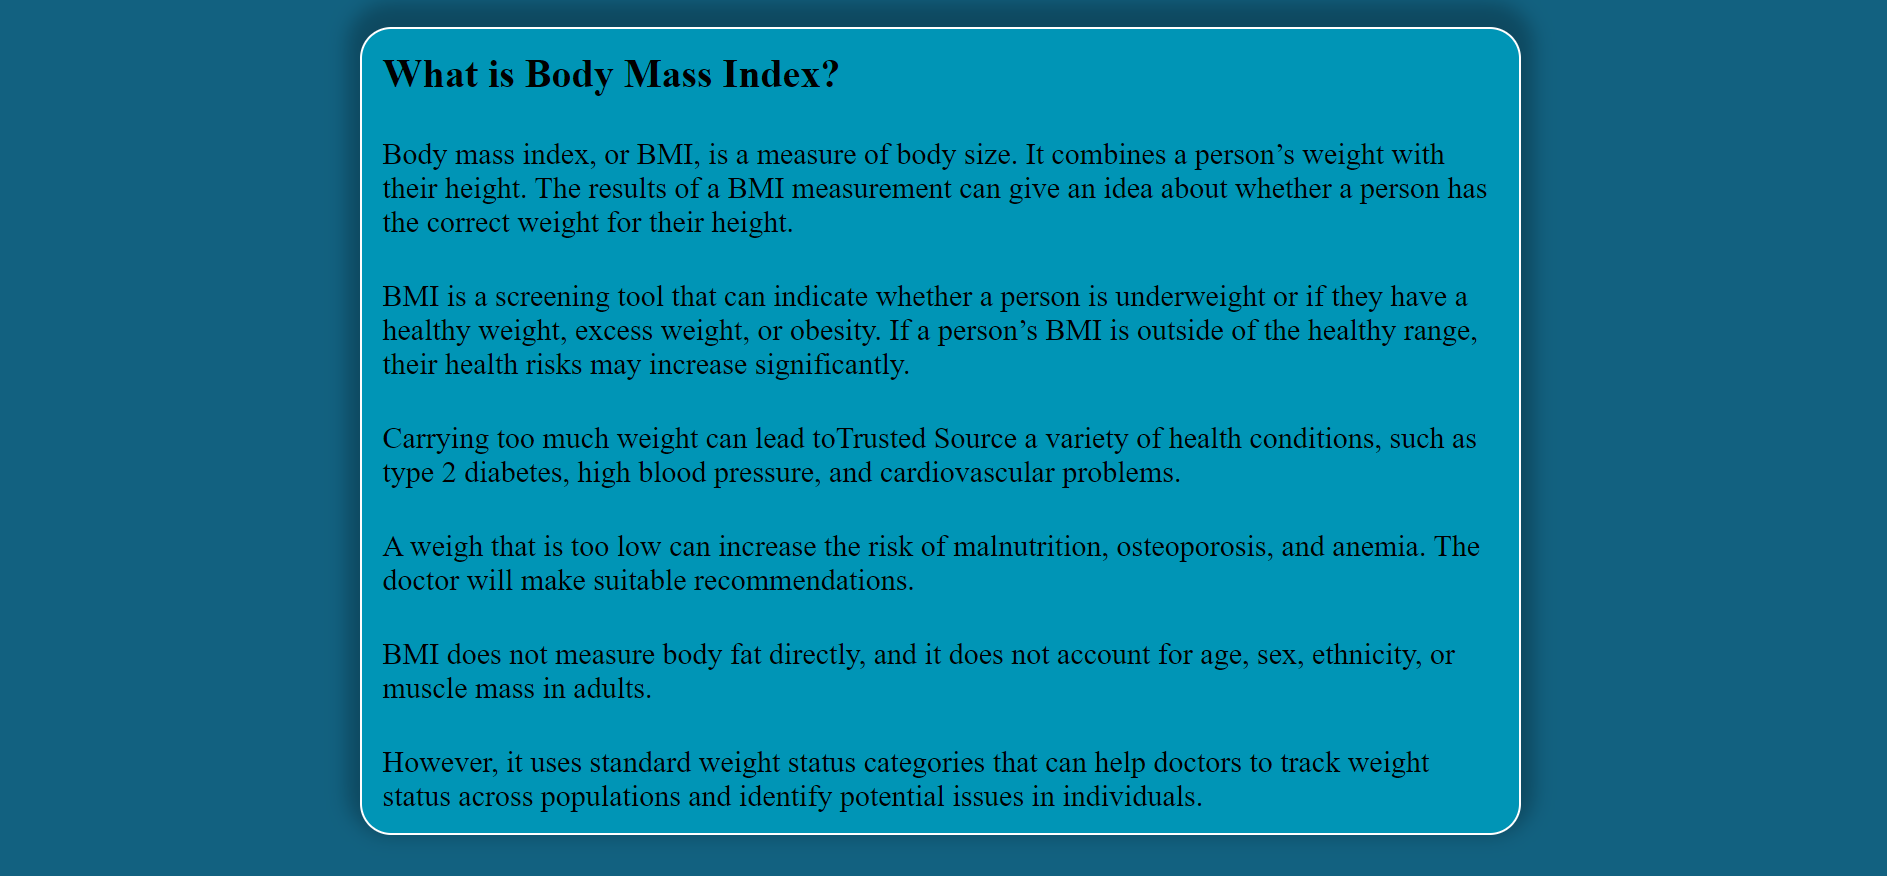 What is Body Mass Index?
Body mass index, or BMI, is a measure of body size. It combines a person’s weight with
their height. The results of a BMI measurement can give an idea about whether a person has
the correct weight for their height.
BMI is a screening tool that can indicate whether a person is underweight or if they have a
healthy weight, excess weight, or obesity. If a person’s BMI is outside of the healthy range,
their health risks may increase significantly.
Carrying too much weight can lead toTrusted Source a variety of health conditions, such as
type 2 diabetes, high blood pressure, and cardiovascular problems.
A weigh that is too low can increase the risk of malnutrition, osteoporosis, and anemia. The
doctor will make suitable recommendations.
BMI does not measure body fat directly, and it does not account for age, sex, ethnicity, or
muscle mass in adults.
However, it uses standard weight status categories that can help doctors to track weight
status across populations and identify potential issues in individuals.